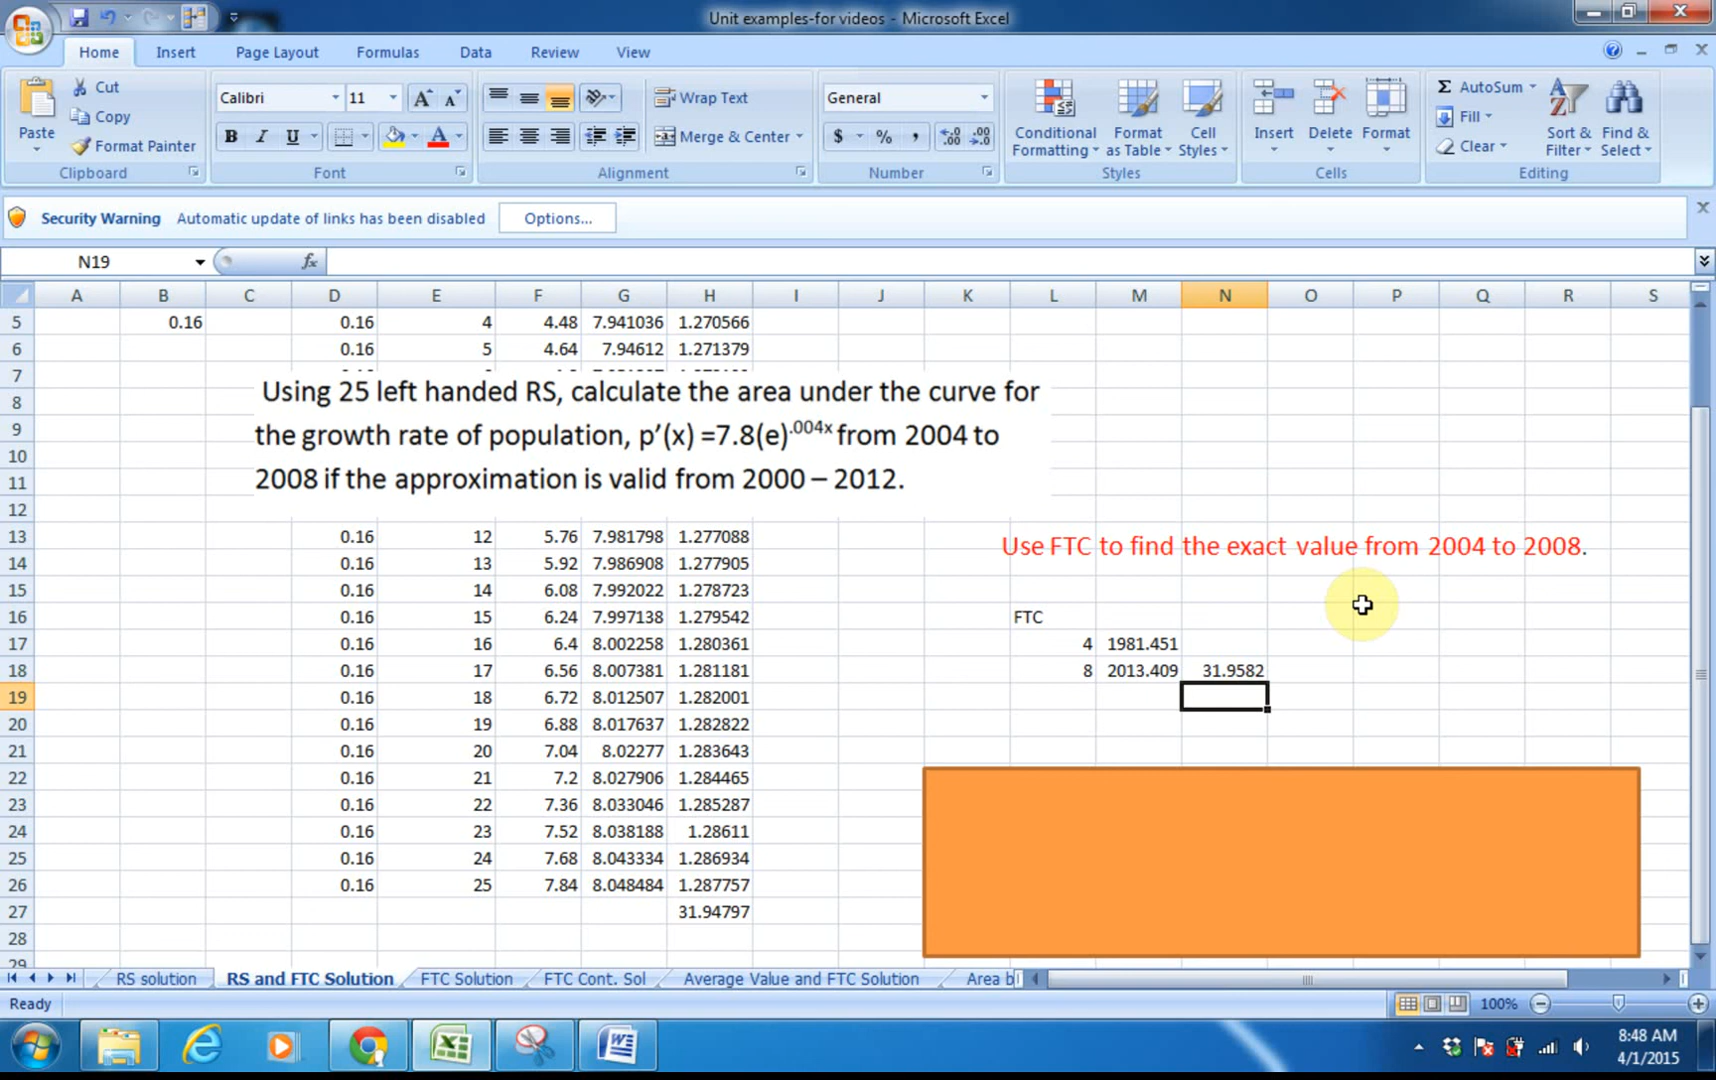 Unit examples-for videos - Microsoft Excel
Home Insert Page Layout Formulas Data Review View
Paste
Cut
Copy
Format Painter
Clipboard
Calibri 11 A A
B I U A
Font
Wrap Text
Merge & Center
Alignment
General
$ % , .0 .00 .00 .0
Number
Conditional Formatting
Format as Table
Cell Styles
Styles
Insert Delete Format
Cells
Σ AutoSum
Fill
Clear
Sort & Filter
Find & Select
Editing
Security Warning Automatic update of links has been disabled Options...
N19 fx
A B C D E F G H I J K L M N O P Q R S
5 0.16 0.16 4 4.48 7.941036 1.270566
6 0.16 5 4.64 7.94612 1.271379
7
8
9
10
11
12
Using 25 left handed RS, calculate the area under the curve for
the growth rate of population, p’(x) =7.8(e).004x from 2004 to
2008 if the approximation is valid from 2000 – 2012.
13 0.16 12 5.76 7.981798 1.277088
Use FTC to find the exact value from 2004 to 2008.
14 0.16 13 5.92 7.986908 1.277905
15 0.16 14 6.08 7.992022 1.278723
16 0.16 15 6.24 7.997138 1.279542 FTC
17 0.16 16 6.4 8.002258 1.280361 4 1981.451
18 0.16 17 6.56 8.007381 1.281181 8 2013.409 31.9582
19 0.16 18 6.72 8.012507 1.282001
20 0.16 19 6.88 8.017637 1.282822
21 0.16 20 7.04 8.02277 1.283643
22 0.16 21 7.2 8.027906 1.284465
23 0.16 22 7.36 8.033046 1.285287
24 0.16 23 7.52 8.038188 1.28611
25 0.16 24 7.68 8.043334 1.286934
26 0.16 25 7.84 8.048484 1.287757
27 31.94797
28
29
RS solution RS and FTC Solution FTC Solution FTC Cont. Sol Average Value and FTC Solution Area b
Ready 100%
8:48 AM
4/1/2015